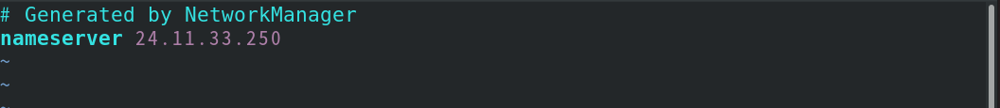 # Generated by NetworkManager
nameserver 24.11.33.250
~
~
~